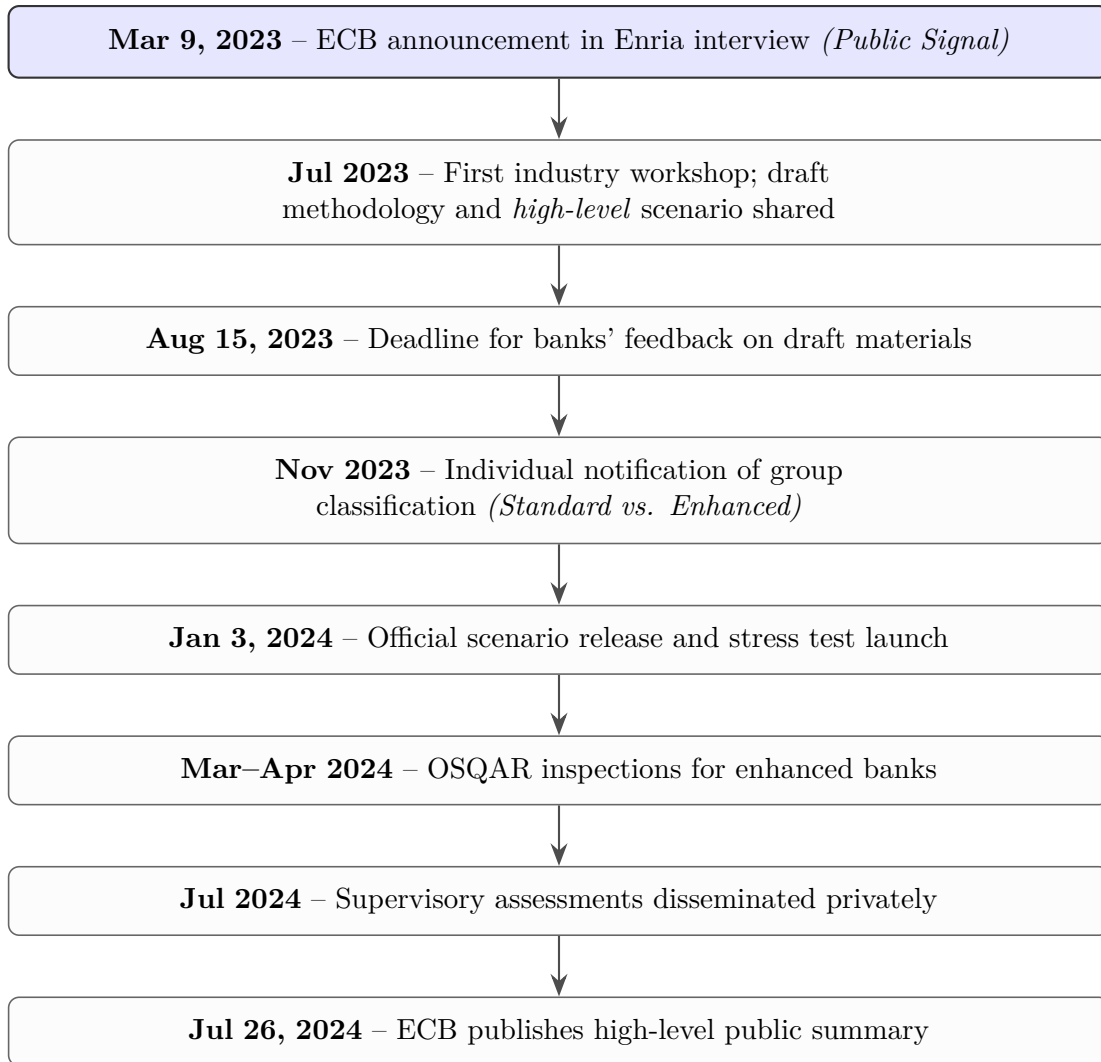 Mar 9, 2023 – ECB announcement in Enria interview (Public Signal)
Jul 2023 – First industry workshop; draft
methodology and high-level scenario shared
Aug 15, 2023 – Deadline for banks’ feedback on draft materials
Nov 2023 – Individual notification of group
classification (Standard vs. Enhanced)
Jan 3, 2024 – Official scenario release and stress test launch
Mar–Apr 2024 – OSQAR inspections for enhanced banks
Jul 2024 – Supervisory assessments disseminated privately
Jul 26, 2024 – ECB publishes high-level public summary